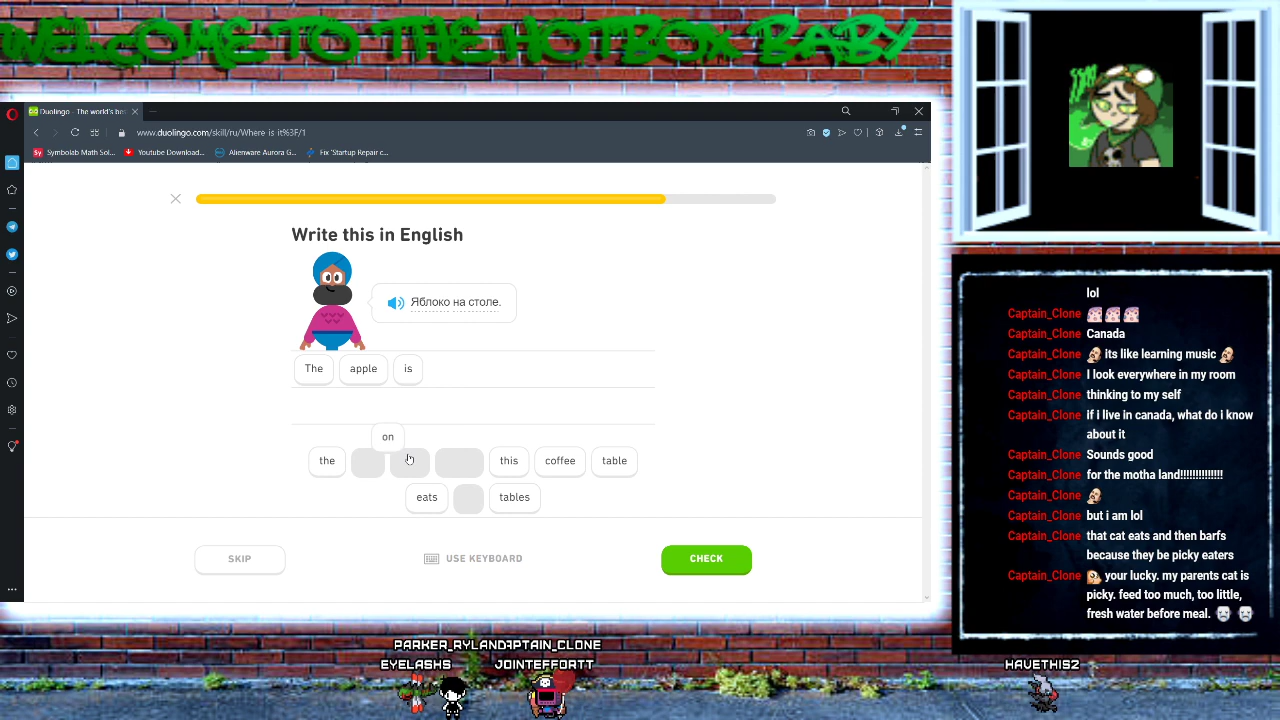 WELCOME TO THE HOTBOX BABY
Duolingo - The world's bes
www.duolingo.com/skill/ru/Where-is-it%3F/1
Symbolab Math Sol...
Youtube Download...
Alienware Aurora G...
Fix 'Startup Repair c...
Write this in English
Яблоко на столе.
The apple is
on
the this coffee table
eats tables
SKIP
USE KEYBOARD
CHECK
lol
Captain_Clone
Captain_Clone Canada
Captain_Clone its like learning music
Captain_Clone I look everywhere in my room
Captain_Clone thinking to my self
Captain_Clone if i live in canada, what do i know
about it
Captain_Clone Sounds good
Captain_Clone for the motha land!!!!!!!!!!!!!!
Captain_Clone
Captain_Clone but i am lol
Captain_Clone that cat eats and then barfs
because they be picky eaters
Captain_Clone your lucky. my parents cat is
picky. feed too much, too little,
fresh water before meal.
EYELASHS
JOINTEFFORTT
HAVETHISZ